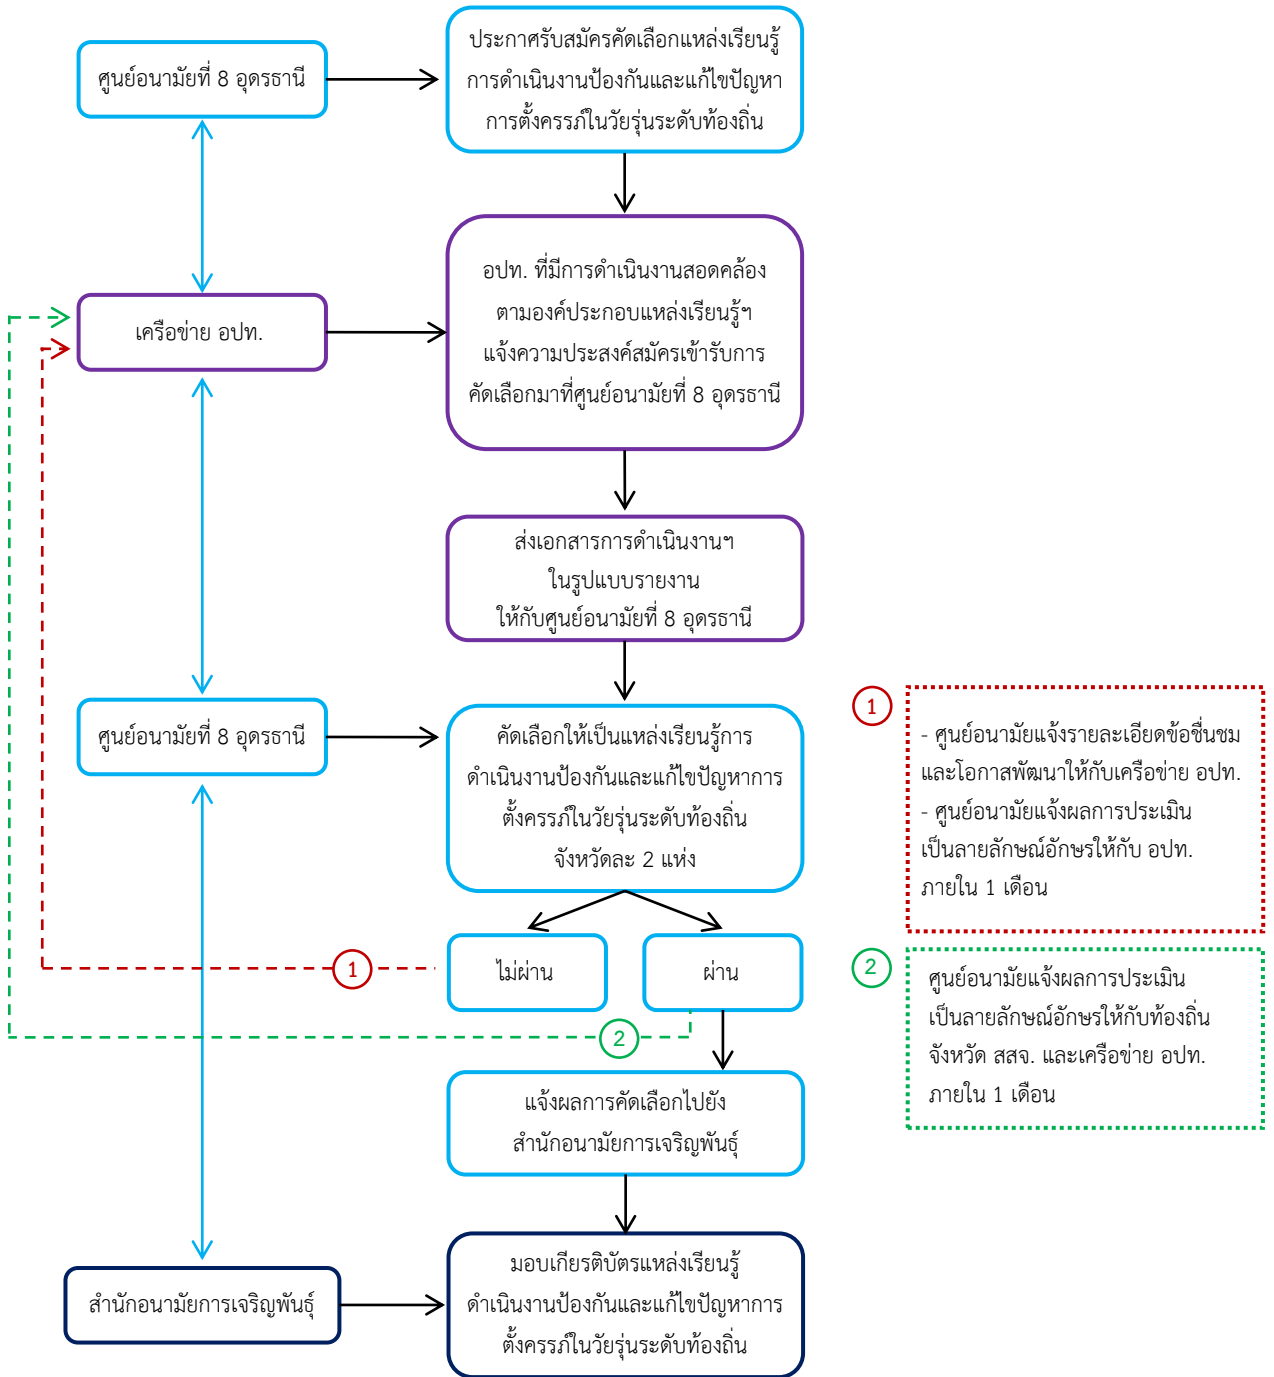 ศูนย์อนามัยที่ 8 อุดรธานี
ประกาศรับสมัครคัดเลือกแหล่งเรียนรู้
การดำเนินงานป้องกันและแก้ไขปัญหา
การตั้งครรภ์ในวัยรุ่นระดับท้องถิ่น
เครือข่าย อปท.
อปท. ที่มีการดำเนินงานสอดคล้อง
ตามองค์ประกอบแหล่งเรียนรู้ฯ
แจ้งความประสงค์สมัครเข้ารับการ
คัดเลือกมาที่ศูนย์อนามัยที่ 8 อุดรธานี
ส่งเอกสารการดำเนินงานฯ
ในรูปแบบรายงาน
ให้กับศูนย์อนามัยที่ 8 อุดรธานี
ศูนย์อนามัยที่ 8 อุดรธานี
คัดเลือกให้เป็นแหล่งเรียนรู้การ
ดำเนินงานป้องกันและแก้ไขปัญหาการ
ตั้งครรภ์ในวัยรุ่นระดับท้องถิ่น
จังหวัดละ 2 แห่ง
1
- ศูนย์อนามัยแจ้งรายละเอียดข้อชื่นชม
และโอกาสพัฒนาให้กับเครือข่าย อปท.
- ศูนย์อนามัยแจ้งผลการประเมิน
เป็นลายลักษณ์อักษรให้กับ อปท.
ภายใน 1 เดือน
1
ไม่ผ่าน
ผ่าน
2
ศูนย์อนามัยแจ้งผลการประเมิน
เป็นลายลักษณ์อักษรให้กับท้องถิ่น
จังหวัด สสจ. และเครือข่าย อปท.
ภายใน 1 เดือน
2
แจ้งผลการคัดเลือกไปยัง
สำนักอนามัยการเจริญพันธุ์
สำนักอนามัยการเจริญพันธุ์
มอบเกียรติบัตรแหล่งเรียนรู้
ดำเนินงานป้องกันและแก้ไขปัญหาการ
ตั้งครรภ์ในวัยรุ่นระดับท้องถิ่น